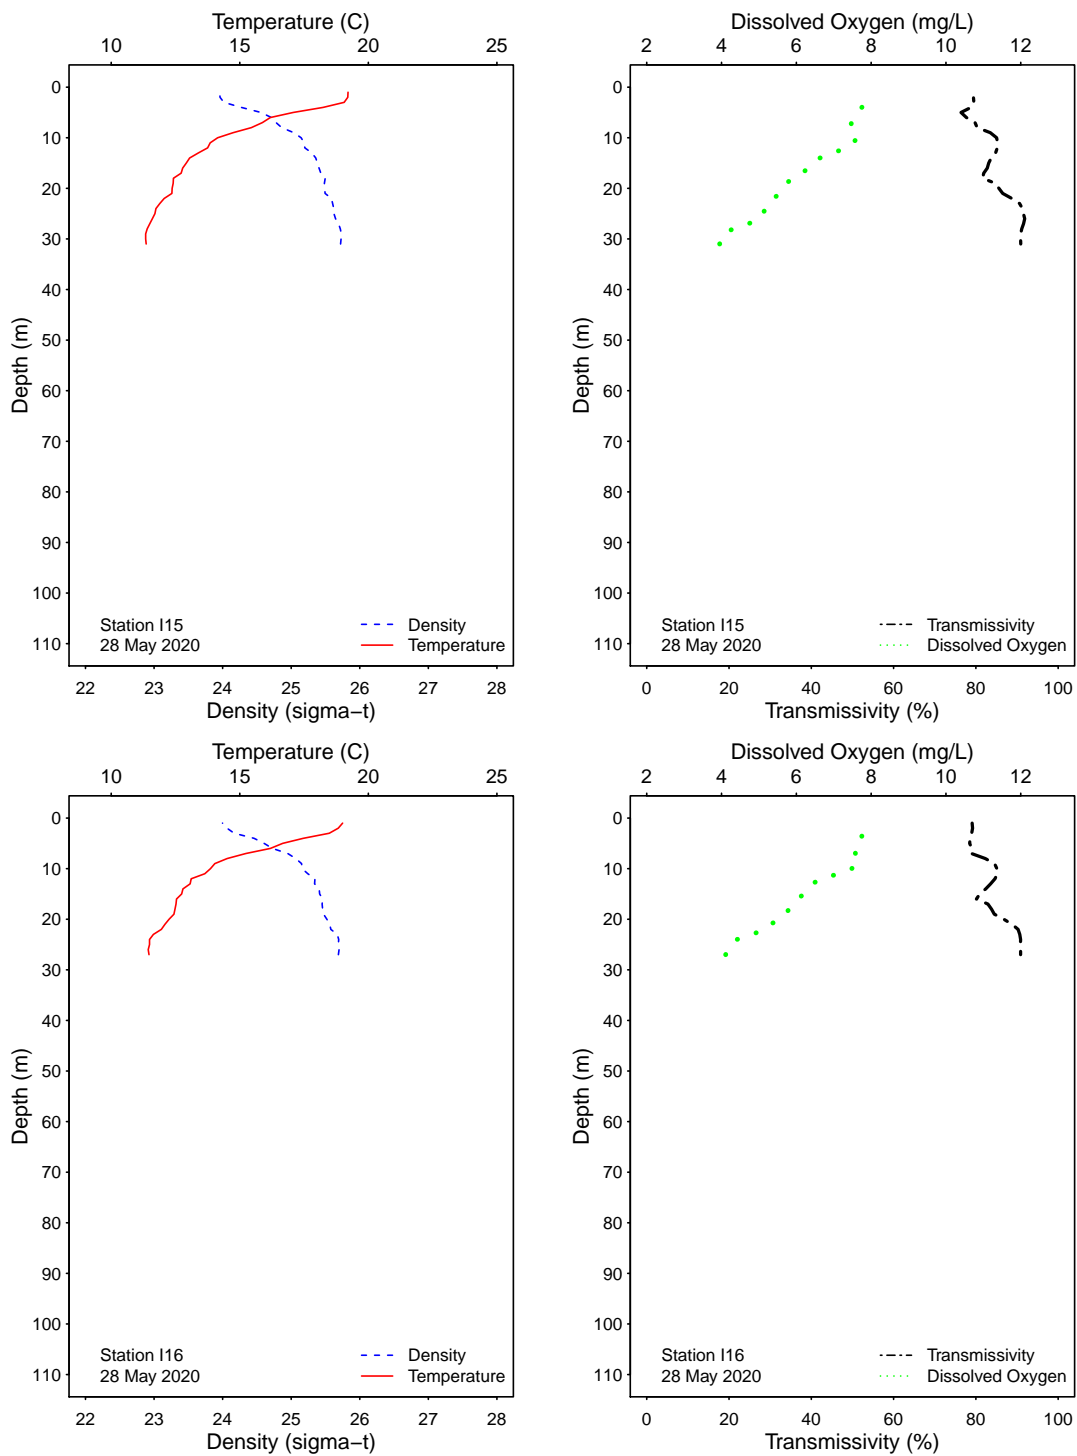 Temperature (C)
10 15 20 25
0
10
20
30
40
50
60
70
80
90
100
110
Depth (m)
Station I15
28 May 2020
Density
Temperature
22 23 24 25 26 27 28
Density (sigma−t)
Dissolved Oxygen (mg/L)
2 4 6 8 10 12
0
10
20
30
40
50
60
70
80
90
100
110
Depth (m)
Station I15
28 May 2020
Transmissivity
Dissolved Oxygen
0 20 40 60 80 100
Transmissivity (%)
Temperature (C)
10 15 20 25
0
10
20
30
40
50
60
70
80
90
100
110
Depth (m)
Station I16
28 May 2020
Density
Temperature
22 23 24 25 26 27 28
Density (sigma−t)
Dissolved Oxygen (mg/L)
2 4 6 8 10 12
0
10
20
30
40
50
60
70
80
90
100
110
Depth (m)
Station I16
28 May 2020
Transmissivity
Dissolved Oxygen
0 20 40 60 80 100
Transmissivity (%)